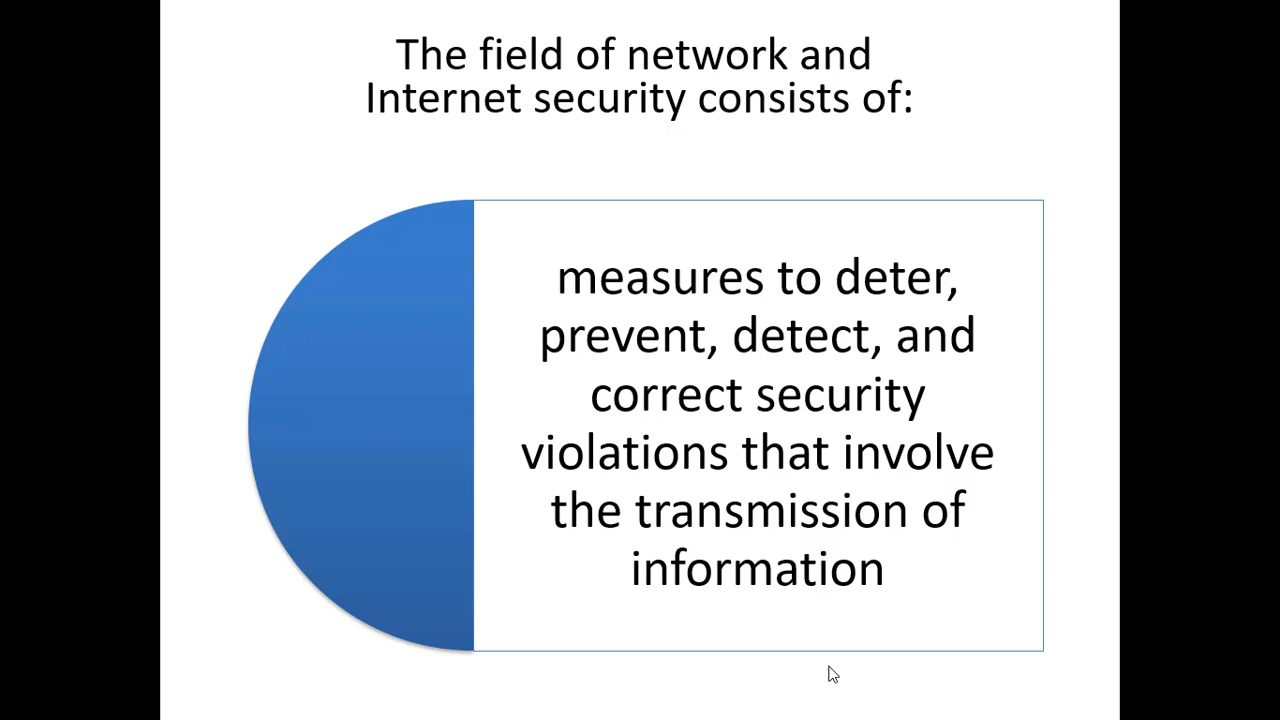 The field of network and
Internet security consists of:
measures to deter,
prevent, detect, and
correct security
violations that involve
the transmission of
information